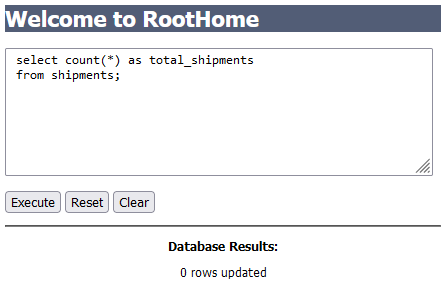 Welcome to RootHome
select count(*) as total_shipments
from shipments;
Execute Reset Clear
Database Results:
0 rows updated